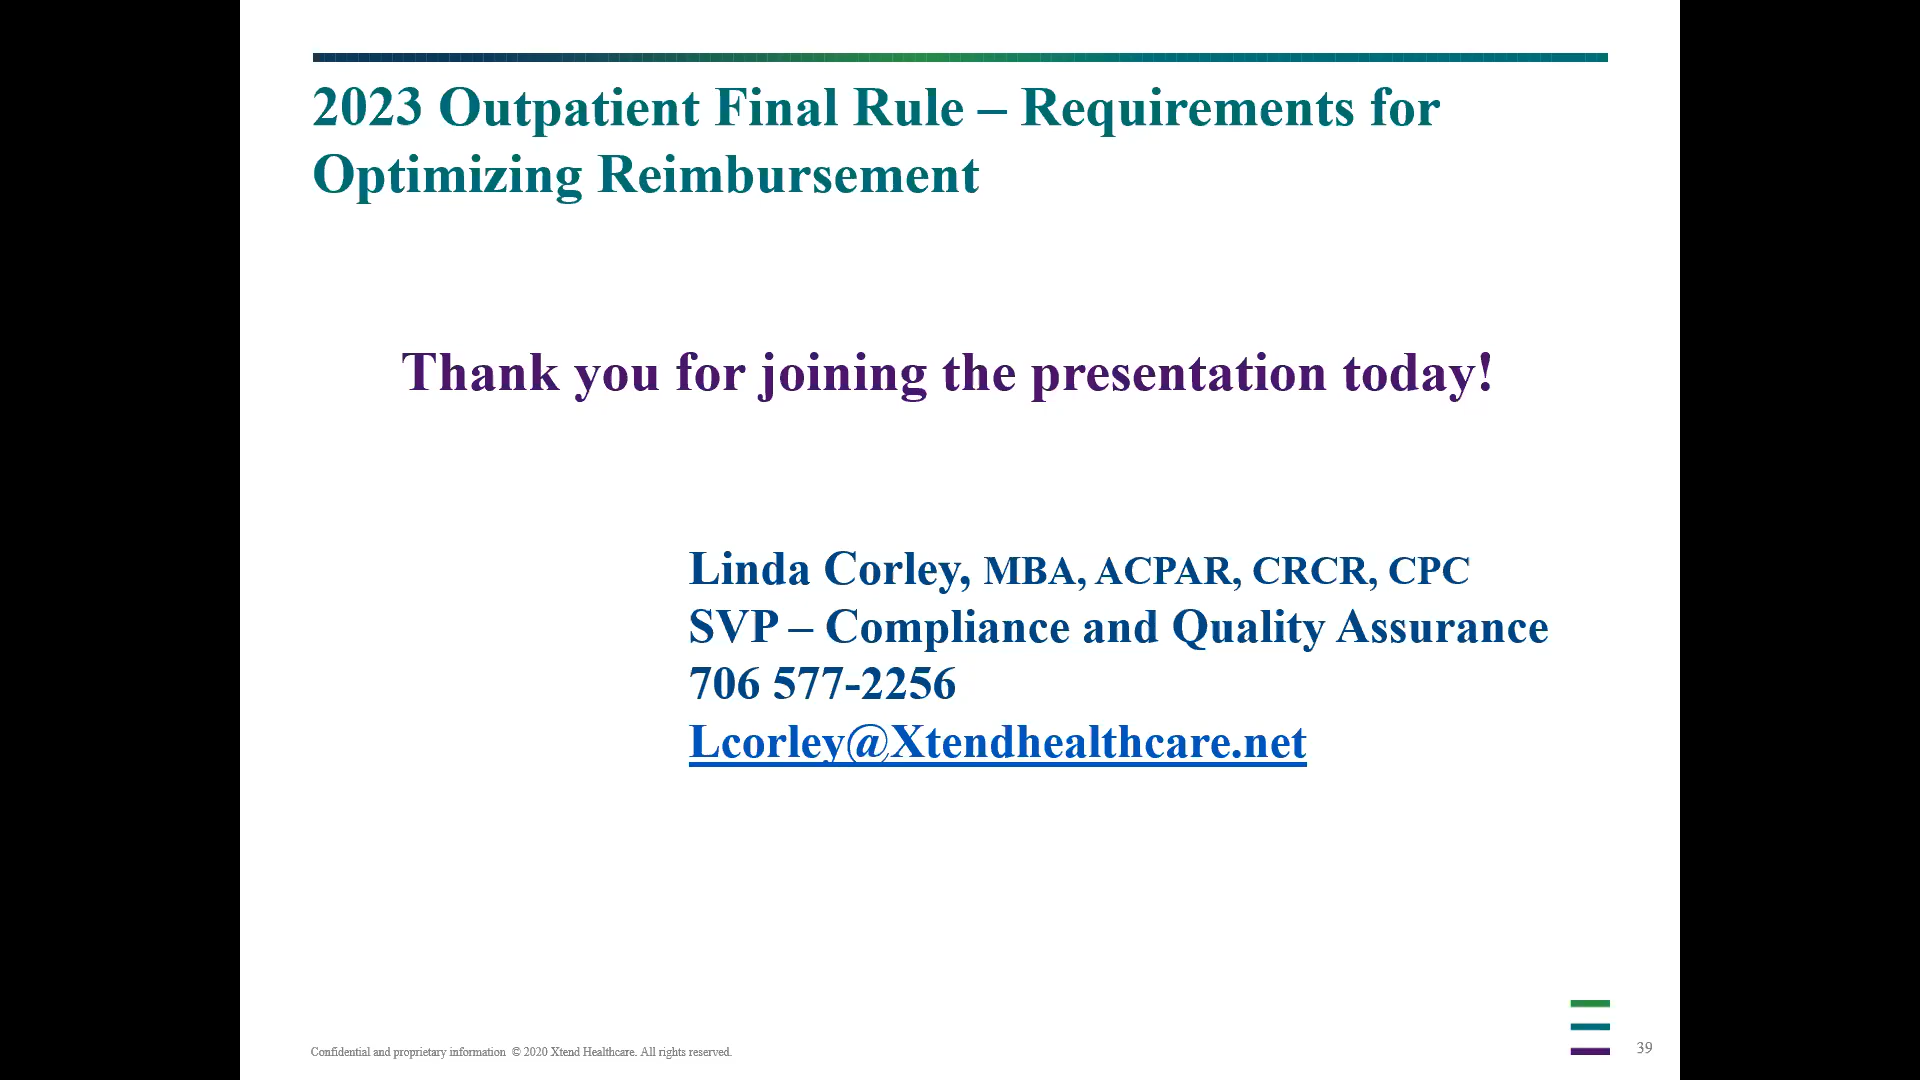 2023 Outpatient Final Rule – Requirements for
Optimizing Reimbursement
Thank you for joining the presentation today!
Linda Corley, MBA, ACPAR, CRCR, CPC
SVP – Compliance and Quality Assurance
706 577-2256
Lcorley@Xtendhealthcare.net
Confidential and proprietary information © 2020 Xtend Healthcare. All rights reserved.
39